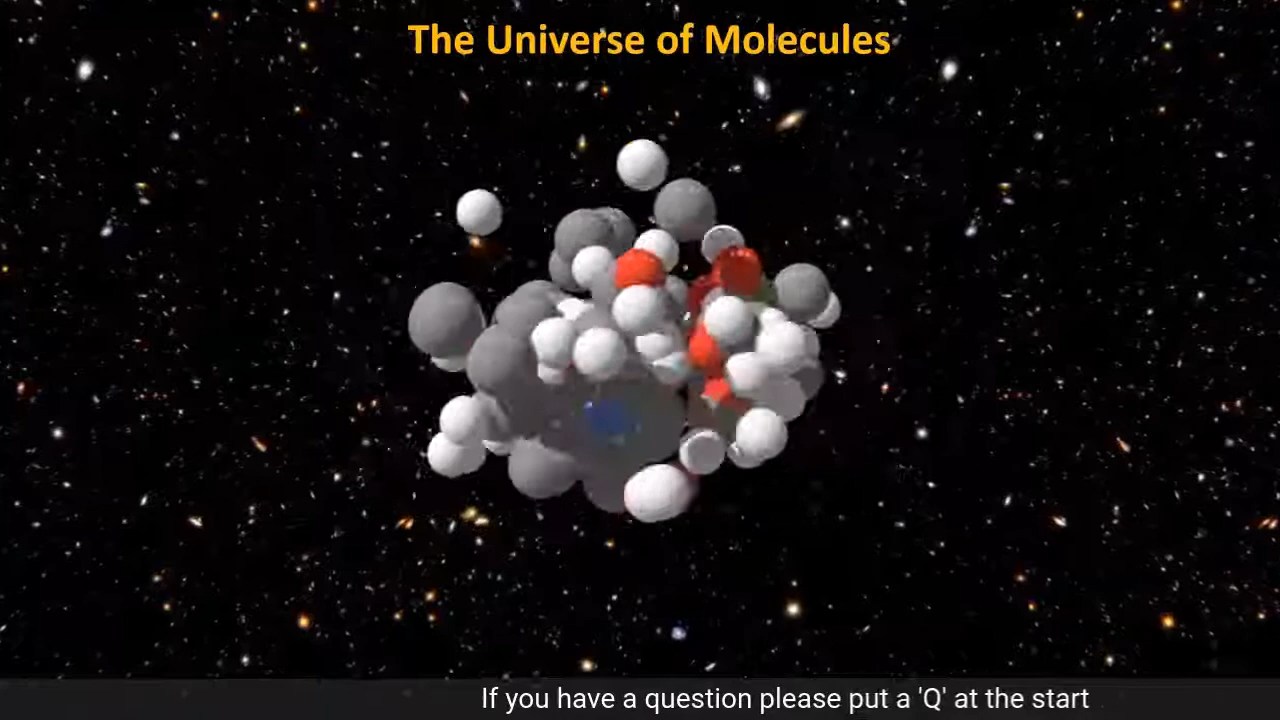 The Universe of Molecules
If you have a question please put a 'Q' at the start